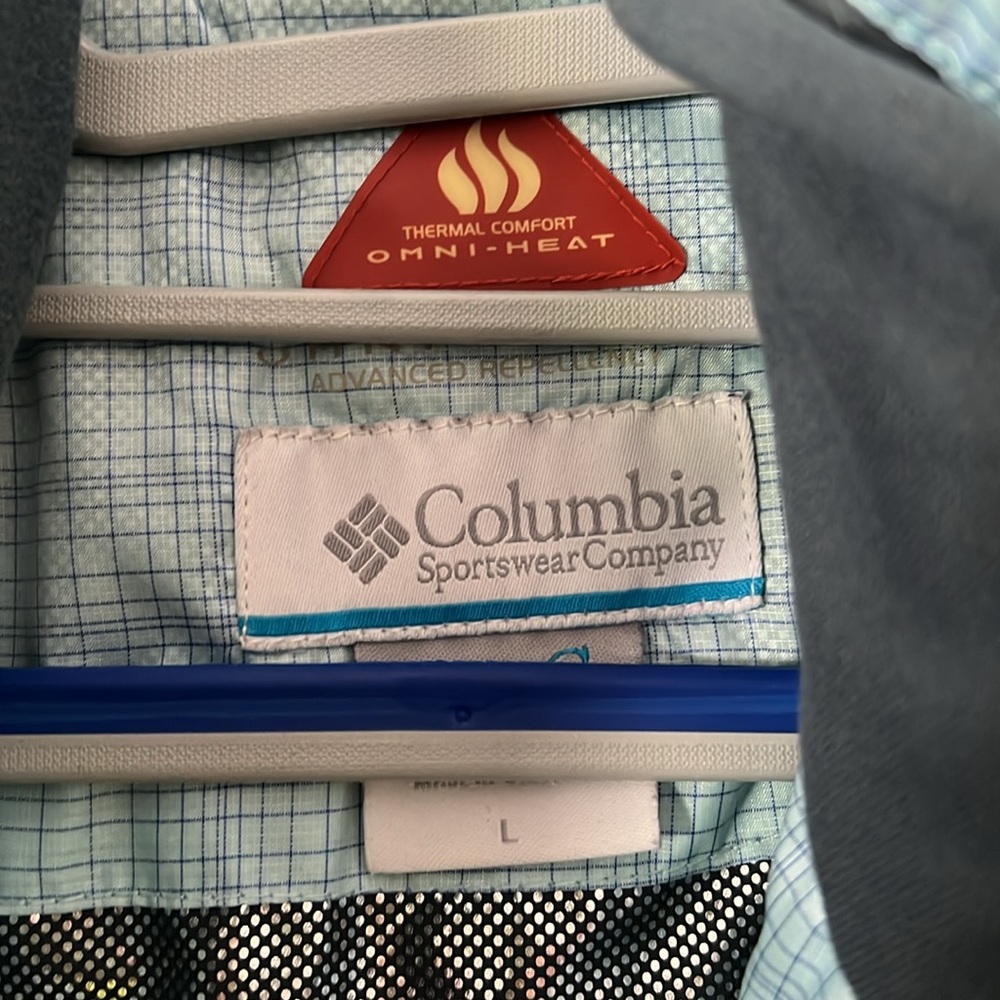 THERMAL COMFORT
OMNI-HEAT
ADVANCED REPELLENCY
Columbia
Sportswear Company
L